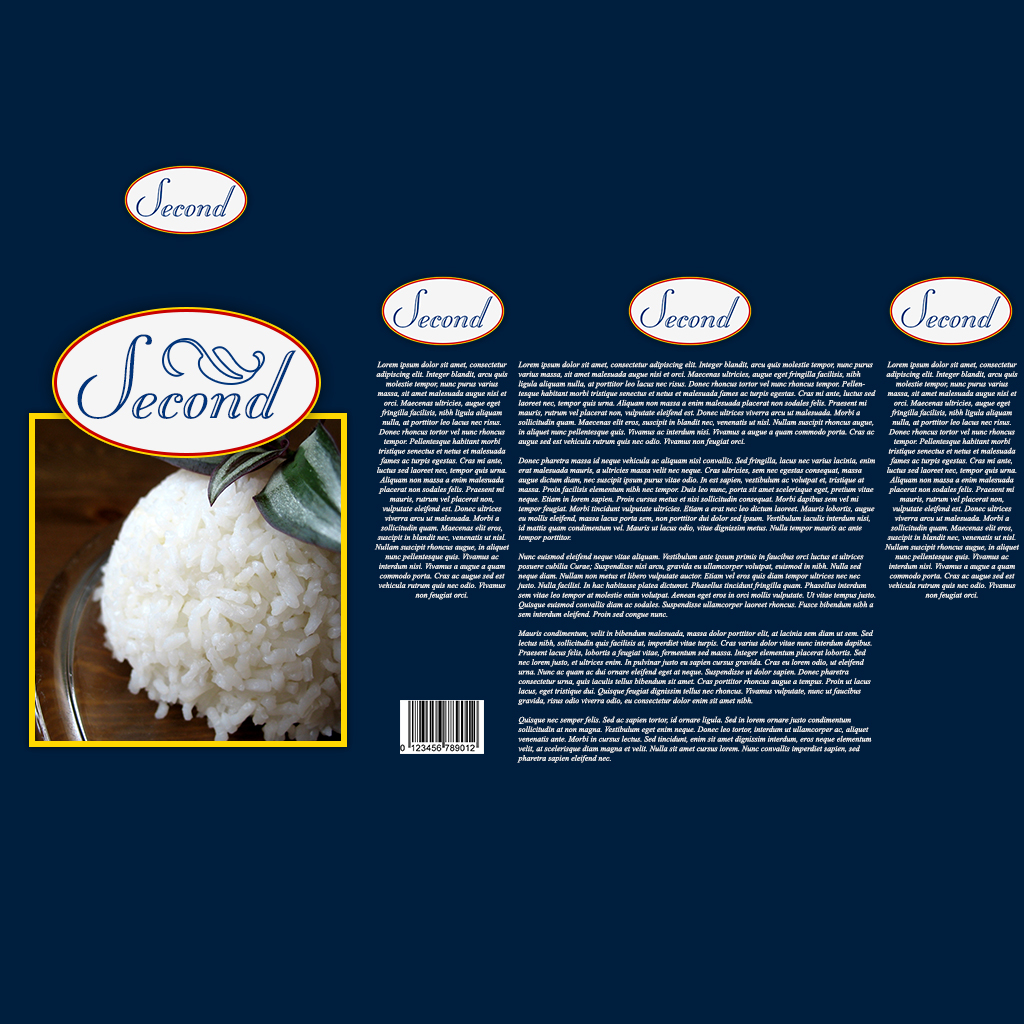 Second
Second
Second
Lorem ipsum dolor sit amet, consectetur
adipiscing elit. Integer blandit, arcu quis
molestie tempor, nunc purus varius
massa, sit amet malesuada augue nisi et
orci. Maecenas ultricies, augue eget
fringilla facilisis, nibh ligula aliquam
nulla, at porttitor leo lacus nec risus.
Donec rhoncus tortor vel nunc rhoncus
tempor. Pellentesque habitant morbi
tristique senectus et netus et malesuada
fames ac turpis egestas. Cras mi ante,
luctus sed laoreet nec, tempor quis urna.
Aliquam non massa a enim malesuada
placerat non sodales felis. Praesent mi
mauris, rutrum vel placerat non,
vulputate eleifend est. Donec ultrices
viverra arcu ut malesuada. Morbi a
sollicitudin quam. Maecenas elit eros,
suscipit in blandit nec, venenatis ut nisl.
Nullam suscipit rhoncus augue, in aliquet
nunc pellentesque quis. Vivamus ac
interdum nisi. Vivamus a augue a quam
commodo porta. Cras ac augue sed est
vehicula rutrum quis nec odio. Vivamus
non feugiat orci.
0 123456 789012
Second
Lorem ipsum dolor sit amet, consectetur adipiscing elit. Integer blandit, arcu quis molestie tempor, nunc purus
varius massa, sit amet malesuada augue nisi et orci. Maecenas ultricies, augue eget fringilla facilisis, nibh
ligula aliquam nulla, at porttitor leo lacus nec risus. Donec rhoncus tortor vel nunc rhoncus tempor. Pellen-
tesque habitant morbi tristique senectus et netus et malesuada fames ac turpis egestas. Cras mi ante, luctus sed
laoreet nec, tempor quis urna. Aliquam non massa a enim malesuada placerat non sodales felis. Praesent mi
mauris, rutrum vel placerat non, vulputate eleifend est. Donec ultrices viverra arcu ut malesuada. Morbi a
sollicitudin quam. Maecenas elit eros, suscipit in blandit nec, venenatis ut nisl. Nullam suscipit rhoncus augue,
in aliquet nunc pellentesque quis. Vivamus ac interdum nisi. Vivamus a augue a quam commodo porta. Cras ac
augue sed est vehicula rutrum quis nec odio. Vivamus non feugiat orci.
Donec pharetra massa id neque vehicula ac aliquam nisl convallis. Sed fringilla, lacus nec varius lacinia, enim
erat malesuada mauris, a ultricies massa velit nec neque. Cras ultricies, sem nec egestas consequat, massa
augue dictum diam, nec suscipit ipsum purus vitae odio. In est sapien, vestibulum ac volutpat et, tristique at
massa. Proin facilisis elementum nibh nec tempor. Duis leo nunc, porta sit amet scelerisque eget, pretium vitae
neque. Etiam in lorem sapien. Proin cursus metus et nisi sollicitudin consequat. Morbi dapibus sem vel mi
tempor feugiat. Morbi tincidunt vulputate ultricies. Etiam a erat nec leo dictum laoreet. Mauris lobortis, augue
eu mollis eleifend, massa lacus porta sem, non porttitor dui dolor sed ipsum. Vestibulum iaculis interdum nisi,
id mattis quam condimentum vel. Mauris ut lacus odio, vitae dignissim metus. Nulla tempor mauris ac ante
tempor porttitor.
Nunc euismod eleifend neque vitae aliquam. Vestibulum ante ipsum primis in faucibus orci luctus et ultrices
posuere cubilia Curae; Suspendisse nisi arcu, gravida eu ullamcorper volutpat, euismod in nibh. Nulla sed
neque diam. Nullam non metus et libero vulputate auctor. Etiam vel eros quis diam tempor ultrices nec nec
justo. Nulla facilisi. In hac habitasse platea dictumst. Phasellus tincidunt fringilla quam. Phasellus interdum
sem vitae leo tempor at molestie enim volutpat. Aenean eget eros in orci mollis vulputate. Ut vitae tempus justo.
Quisque euismod convallis diam ac sodales. Suspendisse ullamcorper laoreet rhoncus. Fusce bibendum nibh a
sem interdum eleifend. Proin sed congue nunc.
Mauris condimentum, velit in bibendum malesuada, massa dolor porttitor elit, at lacinia sem diam ut sem. Sed
lectus nibh, sollicitudin quis facilisis at, imperdiet vitae turpis. Cras varius dolor vitae nunc interdum dapibus.
Praesent lacus felis, lobortis a feugiat vitae, fermentum sed massa. Integer elementum placerat lobortis. Sed
nec lorem justo, et ultrices enim. In pulvinar justo eu sapien cursus gravida. Cras eu lorem odio, ut eleifend
urna. Nunc ac quam ac dui ornare eleifend eget at neque. Suspendisse ut dolor sapien. Donec pharetra
consectetur urna, quis iaculis tellus bibendum sit amet. Cras porttitor rhoncus augue a tempus. Proin ut lacus
lacus, eget tristique dui. Quisque feugiat dignissim tellus nec rhoncus. Vivamus vulputate, nunc ut faucibus
gravida, risus odio viverra odio, eu consectetur dolor enim sit amet nibh.
Quisque nec semper felis. Sed ac sapien tortor, id ornare ligula. Sed in lorem ornare justo condimentum
sollicitudin at non magna. Vestibulum eget enim neque. Donec leo tortor, interdum ut ullamcorper ac, aliquet
venenatis ante. Morbi in cursus lectus. Sed tincidunt, enim sit amet dignissim interdum, eros neque elementum
velit, at scelerisque diam magna et velit. Nulla sit amet cursus lorem. Nunc convallis imperdiet sapien, sed
pharetra sapien eleifend nec.
Second
Lorem ipsum dolor sit amet, consectetur
adipiscing elit. Integer blandit, arcu quis
molestie tempor, nunc purus varius
massa, sit amet malesuada augue nisi et
orci. Maecenas ultricies, augue eget
fringilla facilisis, nibh ligula aliquam
nulla, at porttitor leo lacus nec risus.
Donec rhoncus tortor vel nunc rhoncus
tempor. Pellentesque habitant morbi
tristique senectus et netus et malesuada
fames ac turpis egestas. Cras mi ante,
luctus sed laoreet nec, tempor quis urna.
Aliquam non massa a enim malesuada
placerat non sodales felis. Praesent mi
mauris, rutrum vel placerat non,
vulputate eleifend est. Donec ultrices
viverra arcu ut malesuada. Morbi a
sollicitudin quam. Maecenas elit eros,
suscipit in blandit nec, venenatis ut nisl.
Nullam suscipit rhoncus augue, in aliquet
nunc pellentesque quis. Vivamus ac
interdum nisi. Vivamus a augue a quam
commodo porta. Cras ac augue sed est
vehicula rutrum quis nec odio. Vivamus
non feugiat orci.